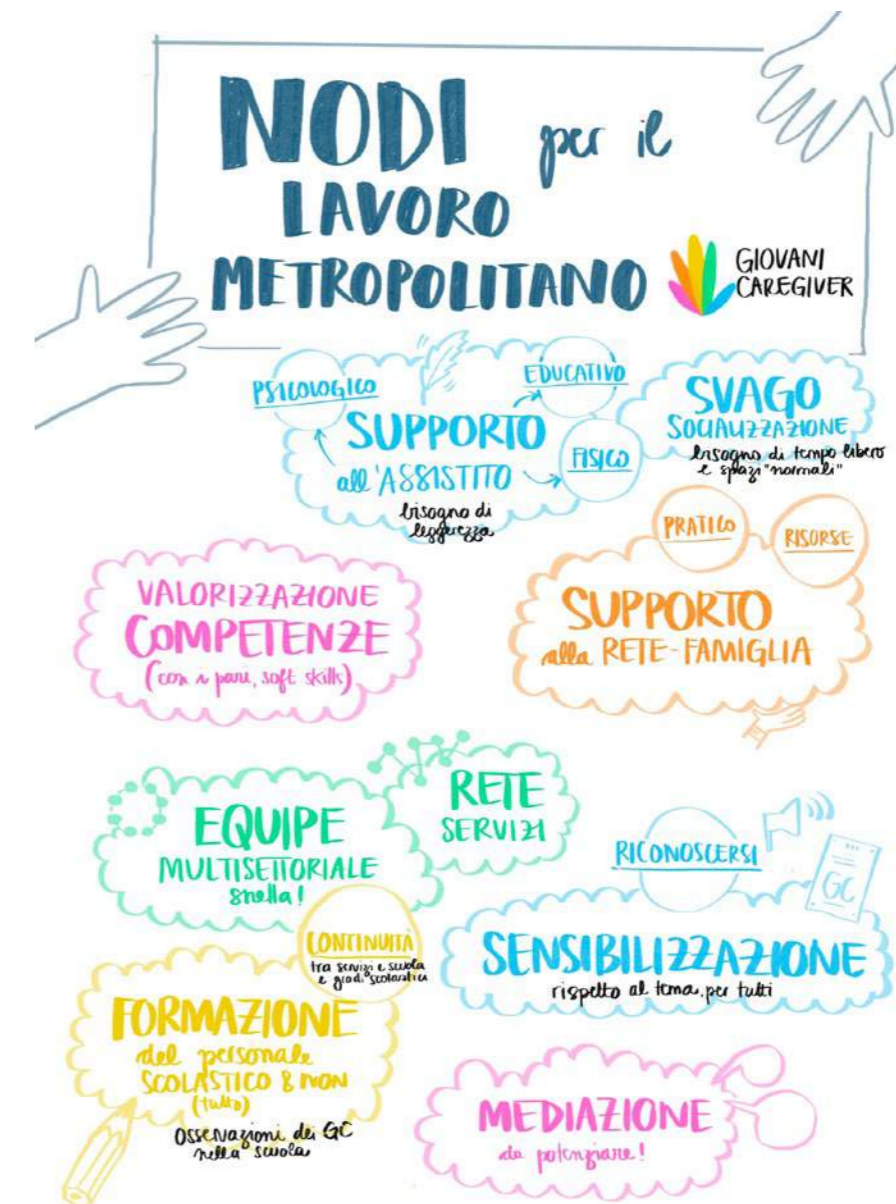 NODI per il
LAVORO
METROPOLITANO
GIOVANI
CAREGIVER
PSICOLOGICO
EDUCATIVO
SUPPORTO
all'ASSISTITO
FISICO
bisogno di
leggerezza
SVAGO
SOCIALIZZAZIONE
bisogno di tempo libero
e spazi "normali"
PRATICO
RISORSE
SUPPORTO
alla RETE-FAMIGLIA
VALORIZZAZIONE
COMPETENZE
(con i pari, soft skills)
EQUIPE
MULTISETTORIALE
snella!
RETE
SERVIZI
RICONOSCERSI
GC
SENSIBILIZZAZIONE
rispetto al tema, per tutti
CONTINUITÀ
tra servizi e scuola
e gradi scolastici
FORMAZIONE
del personale
SCOLASTICO & NON
(tutto)
Osservazioni dei GC
nella scuola
MEDIAZIONE
da potenziare!